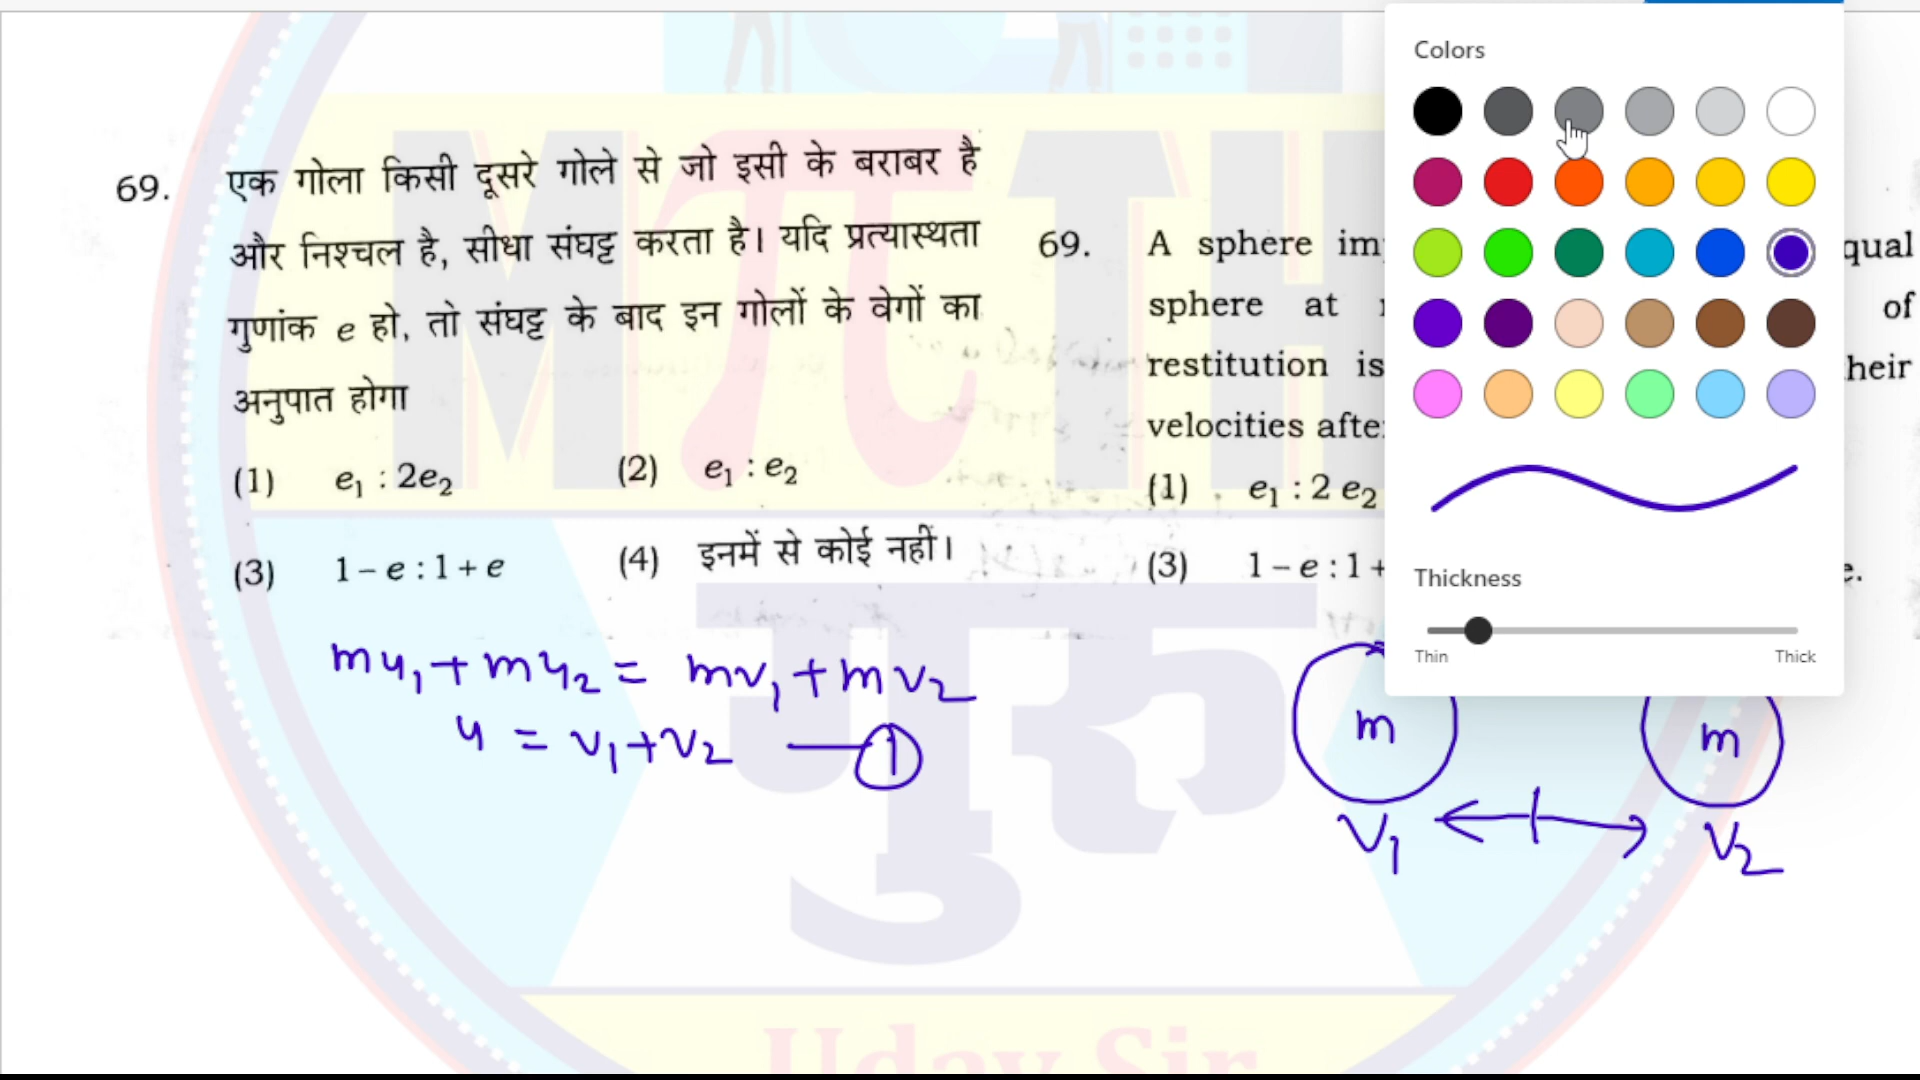 69. एक गोला किसी दूसरे गोले से जो इसी के बराबर है
और निश्चल है, सीधा संघट्ट करता है। यदि प्रत्यास्थता
गुणांक e हो, तो संघट्ट के बाद इन गोलों के वेगों का
अनुपात होगा
(1) e₁ : 2e₂ (2) e₁ : e₂
(3) 1 – e : 1 + e (4) इनमें से कोई नहीं।
69. A sphere im qual
sphere at of
restitution is heir
velocities afte
(1) e₁ : 2 e₂
(3) 1 – e : 1 + e.
mu₁ + mu₂ = mv₁ + mv₂
u = v₁ + v₂ — ①
m m
V₁ V₂
Colors
Thickness
Thin Thick
MπTH
गुरु
Uday Sir